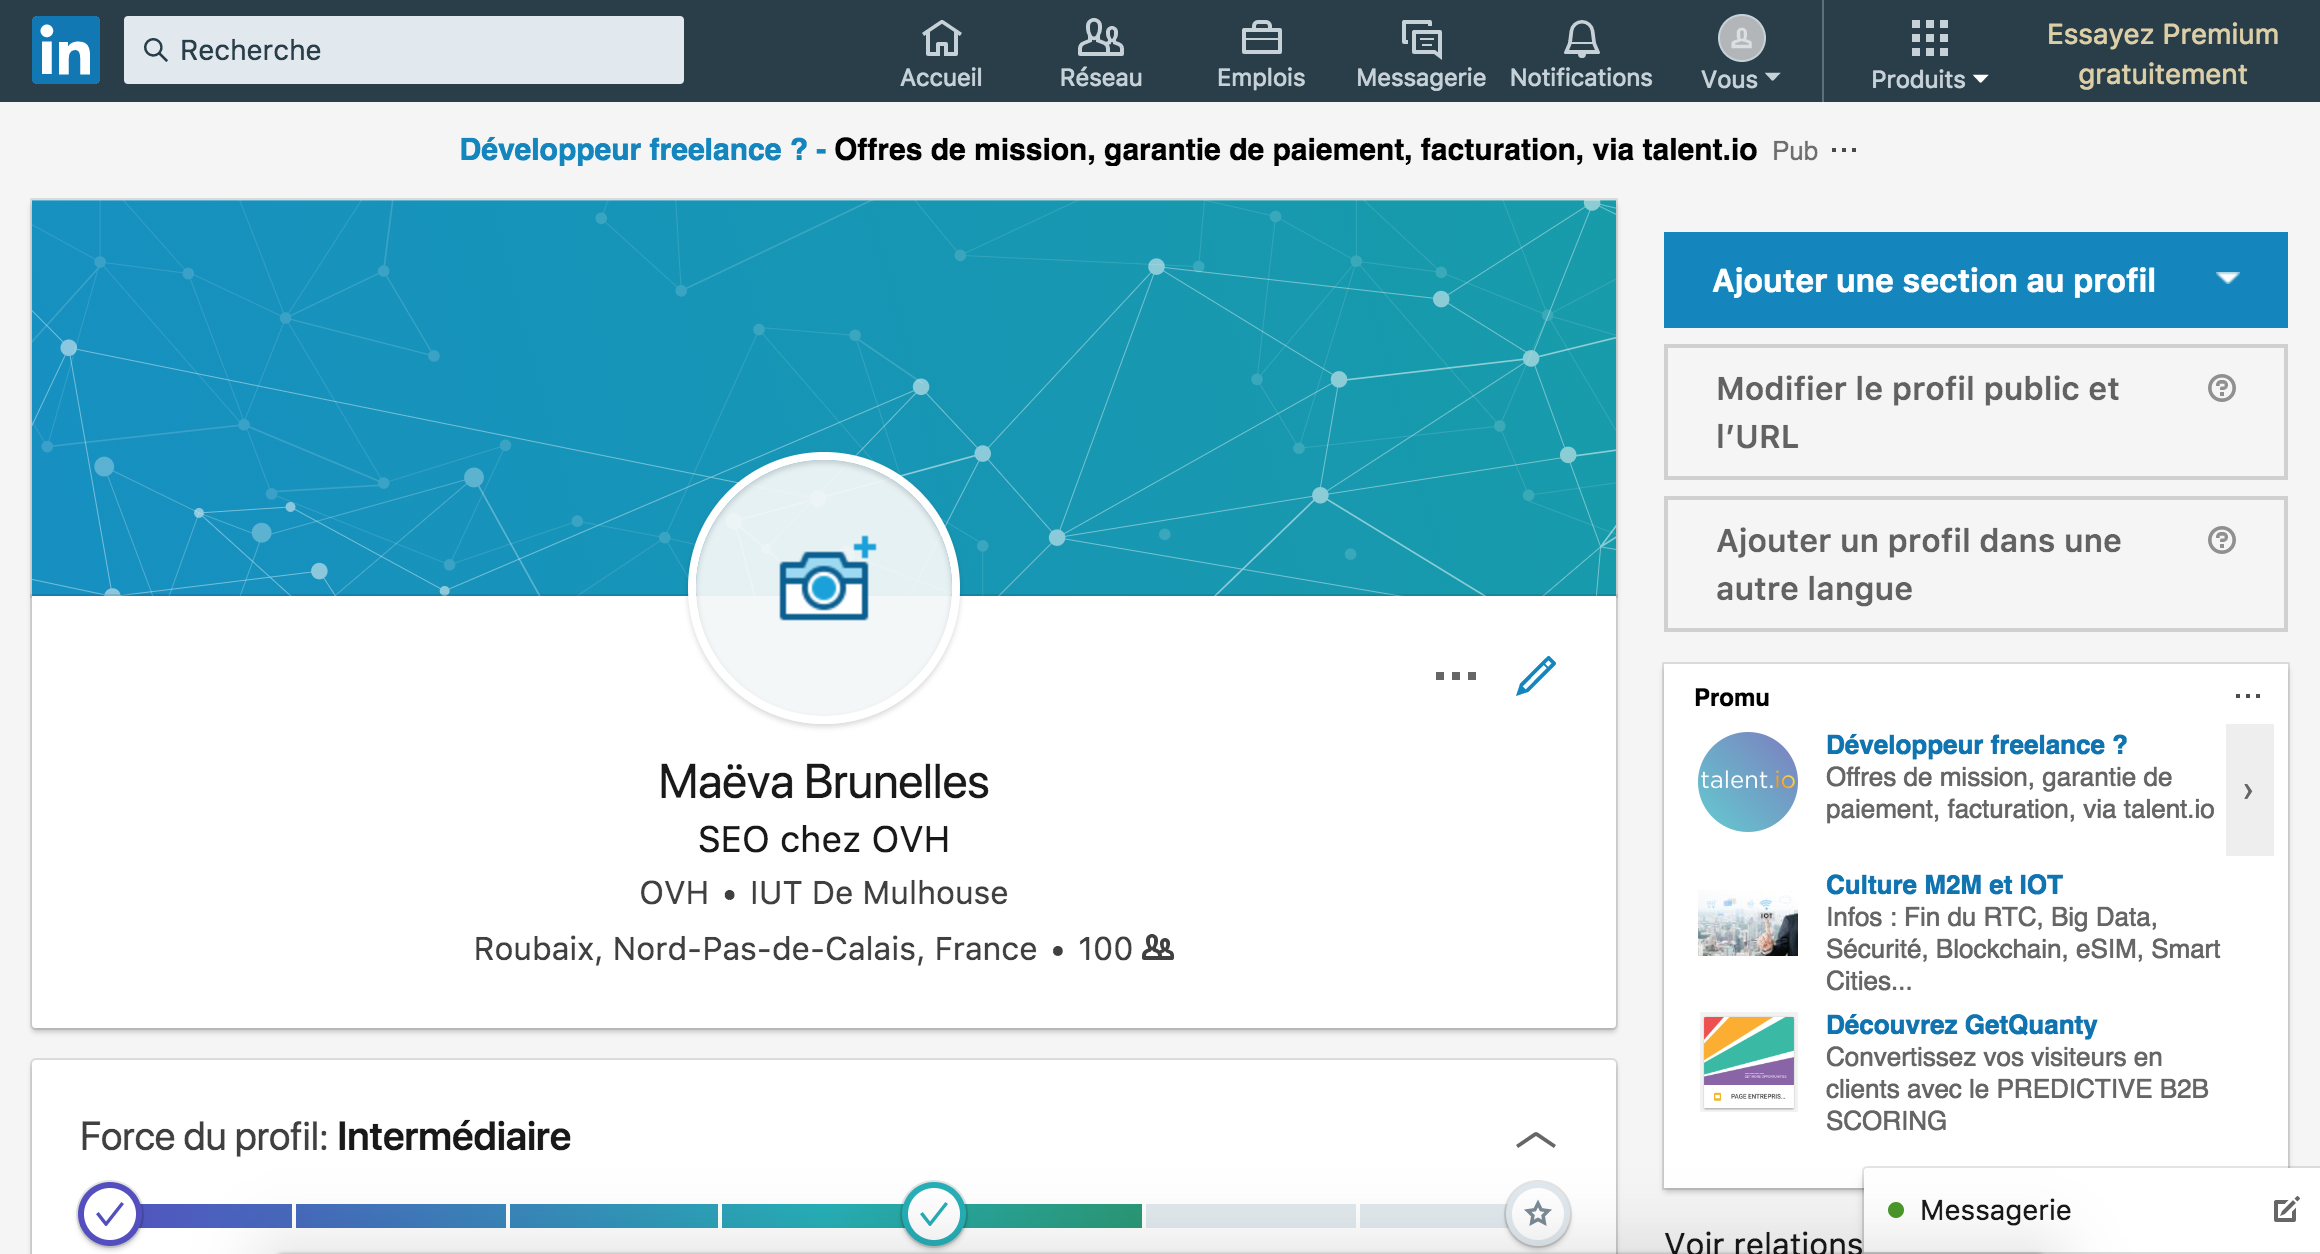 in
Recherche
Accueil
Réseau
Emplois
Messagerie
Notifications
Vous
Produits
Essayez Premium
gratuitement
Développeur freelance ? - Offres de mission, garantie de paiement, facturation, via talent.io Pub ···
Maëva Brunelles
SEO chez OVH
OVH • IUT De Mulhouse
Roubaix, Nord-Pas-de-Calais, France • 100
Force du profil: Intermédiaire
Ajouter une section au profil
Modifier le profil public et
l'URL
Ajouter un profil dans une
autre langue
Promu
talent.io
Développeur freelance ?
Offres de mission, garantie de
paiement, facturation, via talent.io
IOT
Culture M2M et IOT
Infos : Fin du RTC, Big Data,
Sécurité, Blockchain, eSIM, Smart
Cities...
PAGE ENTREPRIS...
Découvrez GetQuanty
Convertissez vos visiteurs en
clients avec le PREDICTIVE B2B
SCORING
Messagerie
Voir relations